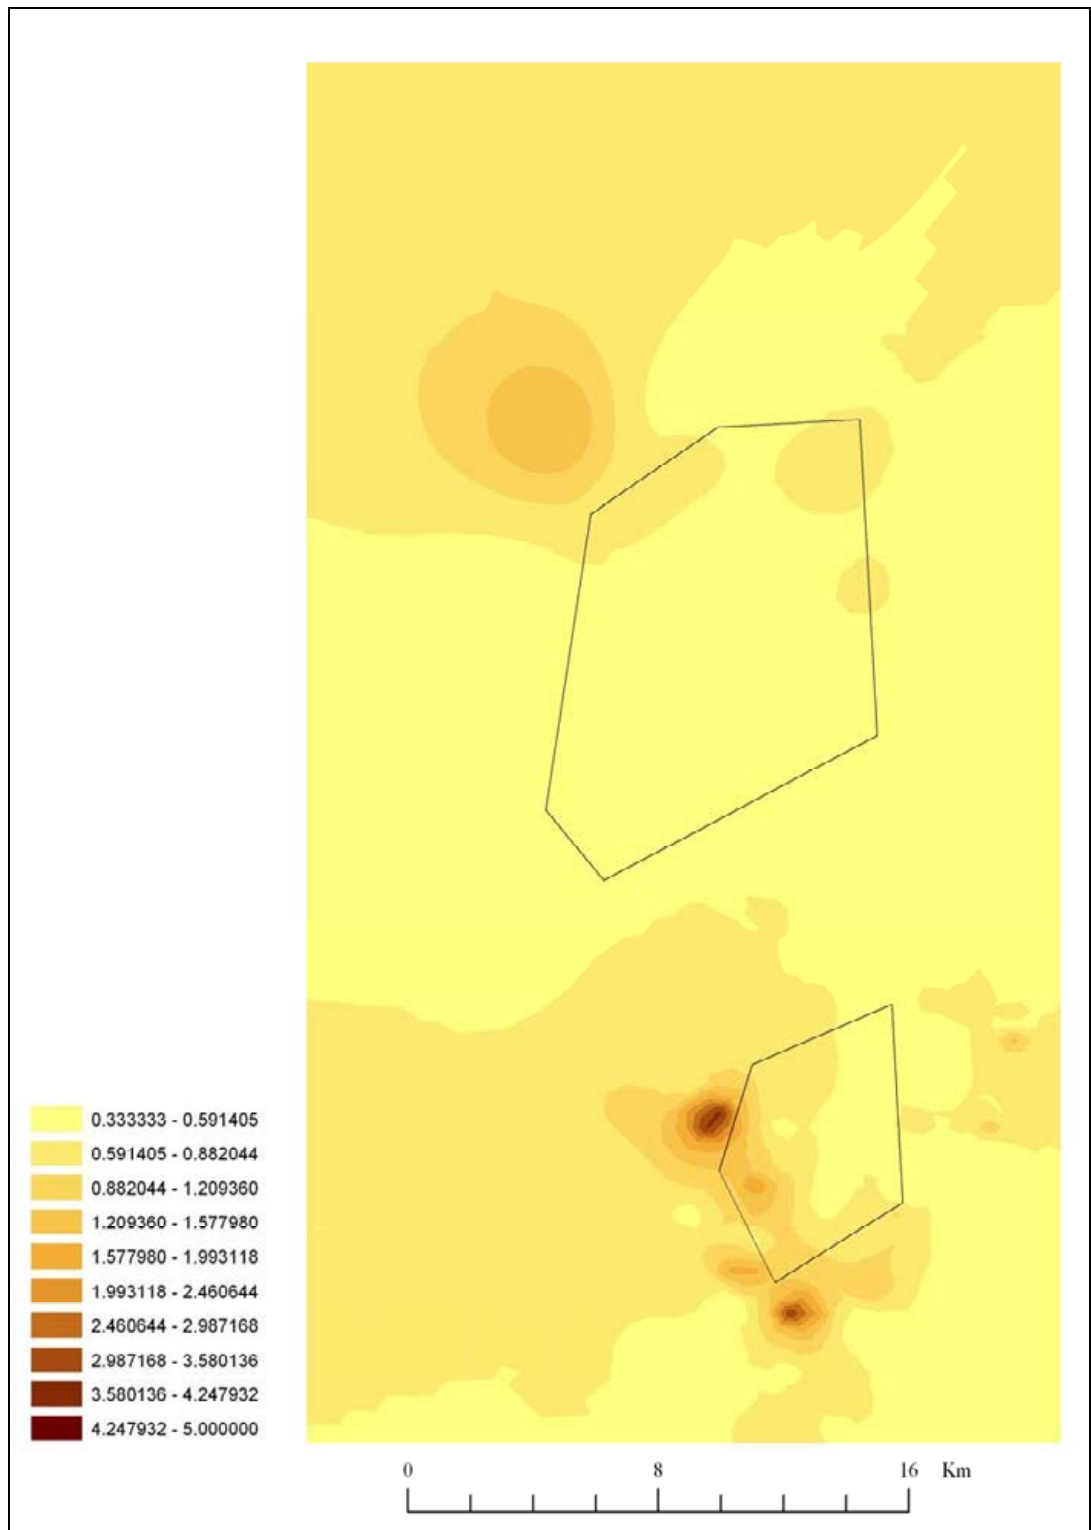 0.333333 - 0.591405
0.591405 - 0.882044
0.882044 - 1.209360
1.209360 - 1.577980
1.577980 - 1.993118
1.993118 - 2.460644
2.460644 - 2.987168
2.987168 - 3.580136
3.580136 - 4.247932
4.247932 - 5.000000
0 8 16 Km